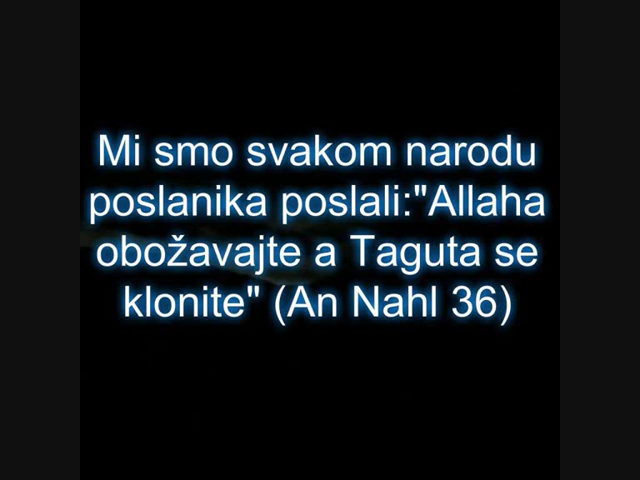 Mi smo svakom narodu
poslanika poslali:"Allaha
obožavajte a Taguta se
klonite" (An Nahl 36)